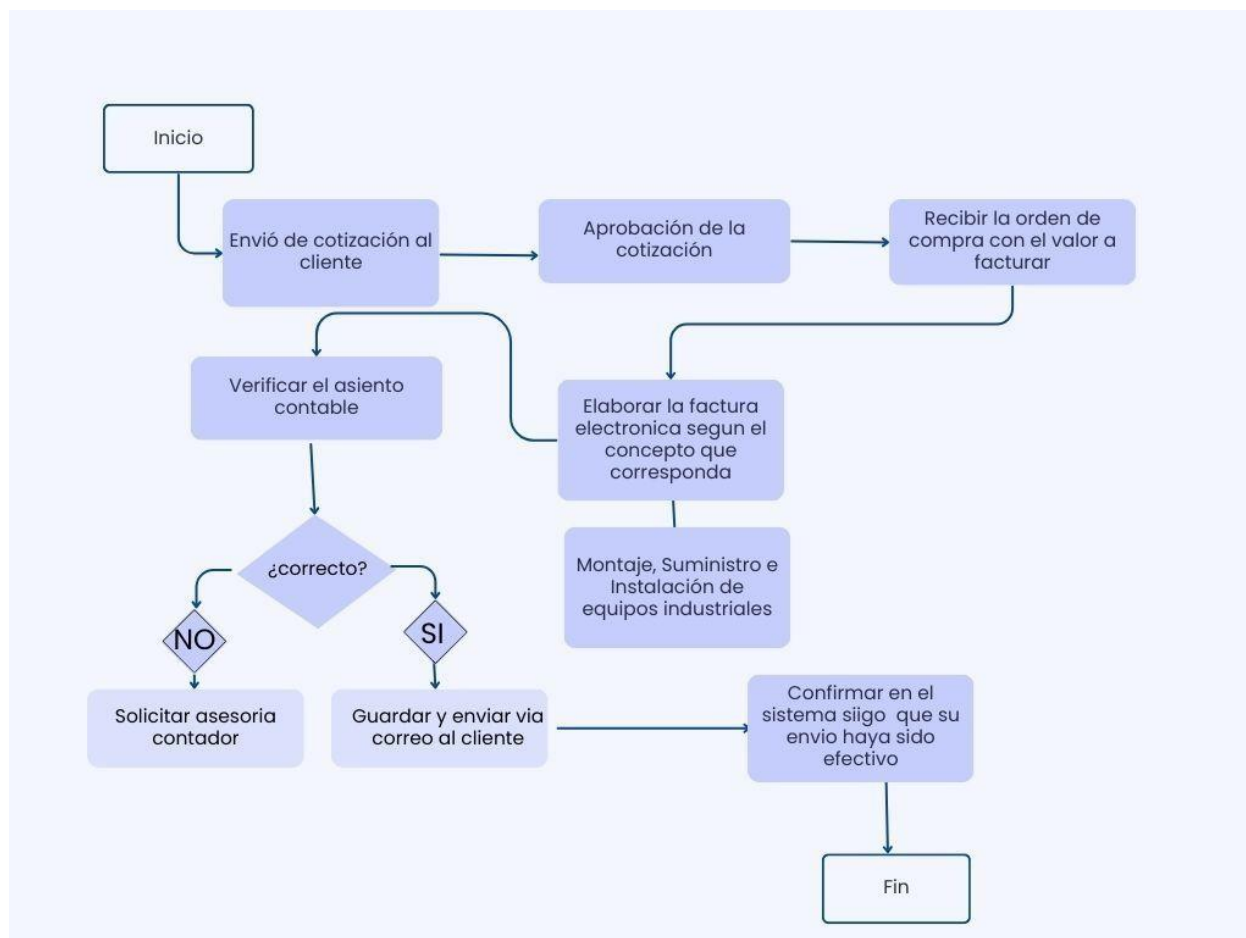 Inicio
Envió de cotización al
cliente
Aprobación de la
cotización
Recibir la orden de
compra con el valor a
facturar
Elaborar la factura
electronica segun el
concepto que
corresponda
Montaje, Suministro e
Instalación de
equipos industriales
Verificar el asiento
contable
¿correcto?
NO
SI
Solicitar asesoria
contador
Guardar y enviar via
correo al cliente
Confirmar en el
sistema siigo que su
envio haya sido
efectivo
Fin